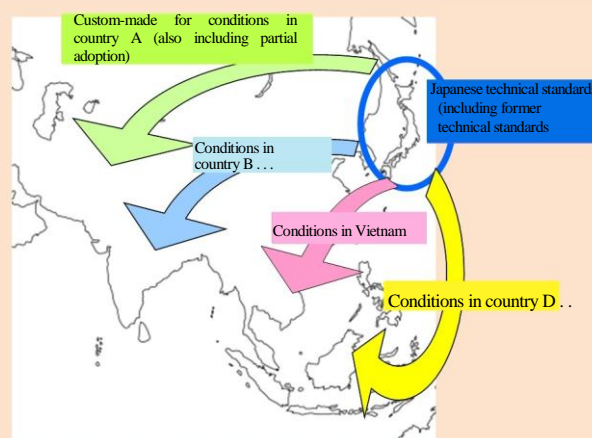 Custom-made for conditions in
country A (also including partial
adoption)
Japanese technical standards
(including former
technical standards
Conditions in
country B . . .
Conditions in Vietnam
Conditions in country D . .